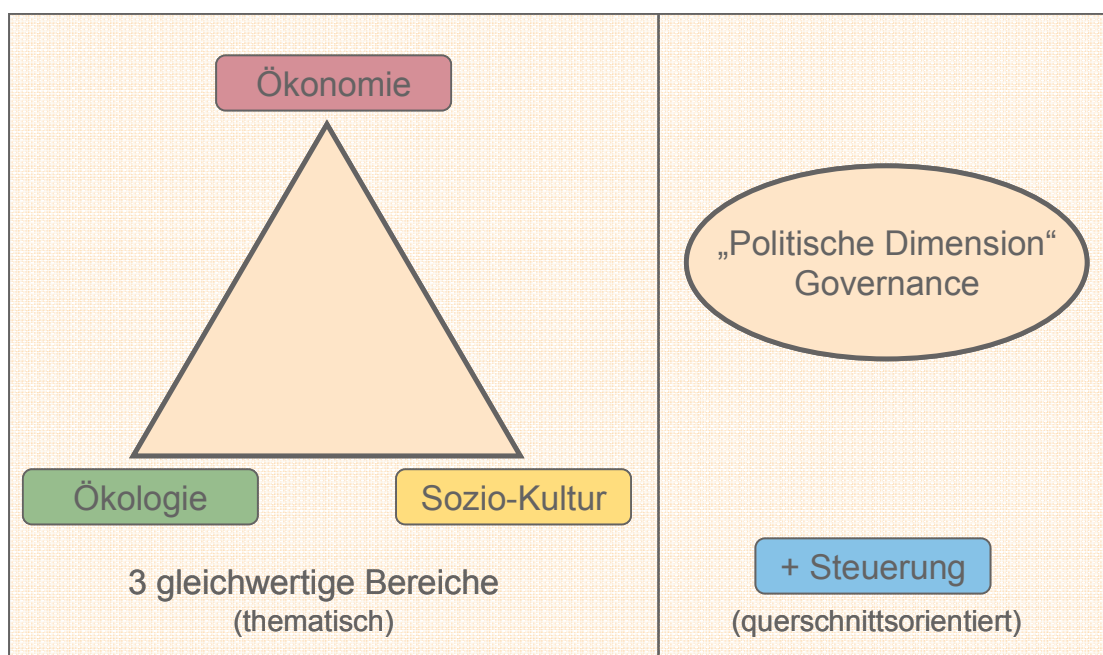 Ökonomie
Ökologie
Sozio-Kultur
3 gleichwertige Bereiche
(thematisch)
„Politische Dimension“
Governance
+ Steuerung
(querschnittsorientiert)